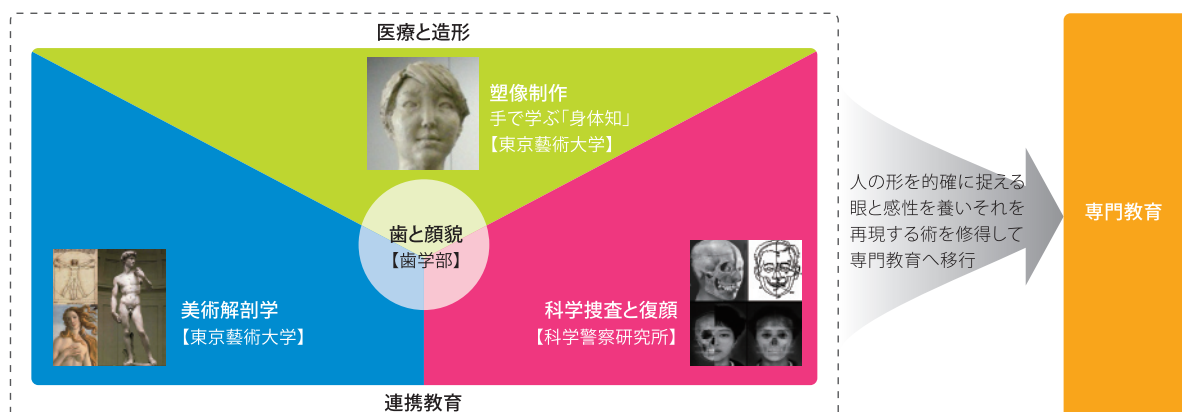 医療と造形
塑像制作
手で学ぶ「身体知」
【東京藝術大学】
歯と顔貌
【歯学部】
美術解剖学
【東京藝術大学】
科学捜査と復顔
【科学警察研究所】
連携教育
人の形を的確に捉える
眼と感性を養いそれを
再現する術を修得して
専門教育へ移行
専門教育